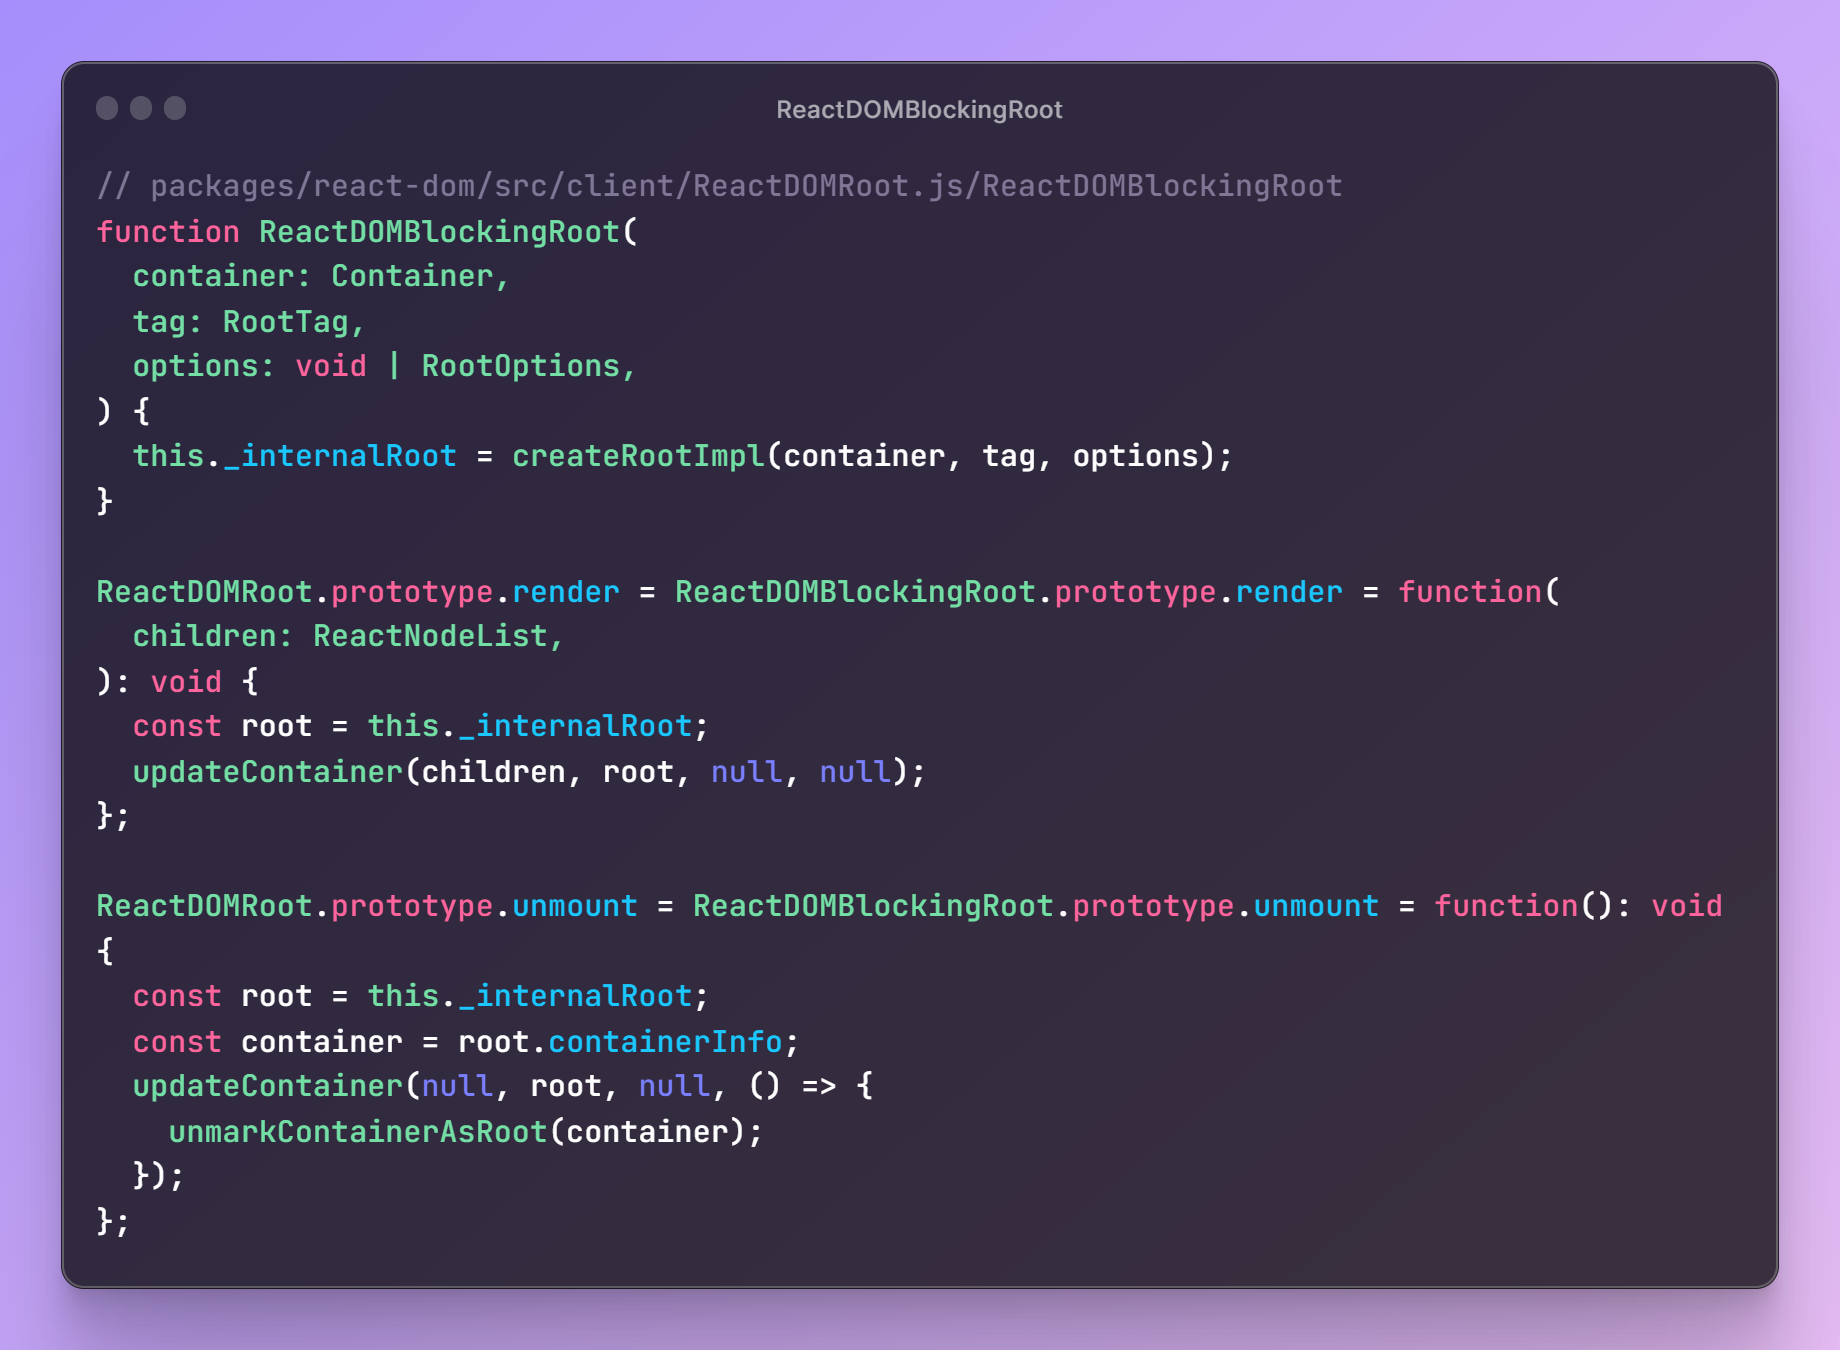 ReactDOMBlockingRoot
// packages/react-dom/src/client/ReactDOMRoot.js/ReactDOMBlockingRoot
function ReactDOMBlockingRoot(
  container: Container,
  tag: RootTag,
  options: void | RootOptions,
) {
  this._internalRoot = createRootImpl(container, tag, options);
}

ReactDOMRoot.prototype.render = ReactDOMBlockingRoot.prototype.render = function(
  children: ReactNodeList,
): void {
  const root = this._internalRoot;
  updateContainer(children, root, null, null);
};

ReactDOMRoot.prototype.unmount = ReactDOMBlockingRoot.prototype.unmount = function(): void
{
  const root = this._internalRoot;
  const container = root.containerInfo;
  updateContainer(null, root, null, () => {
    unmarkContainerAsRoot(container);
  });
};